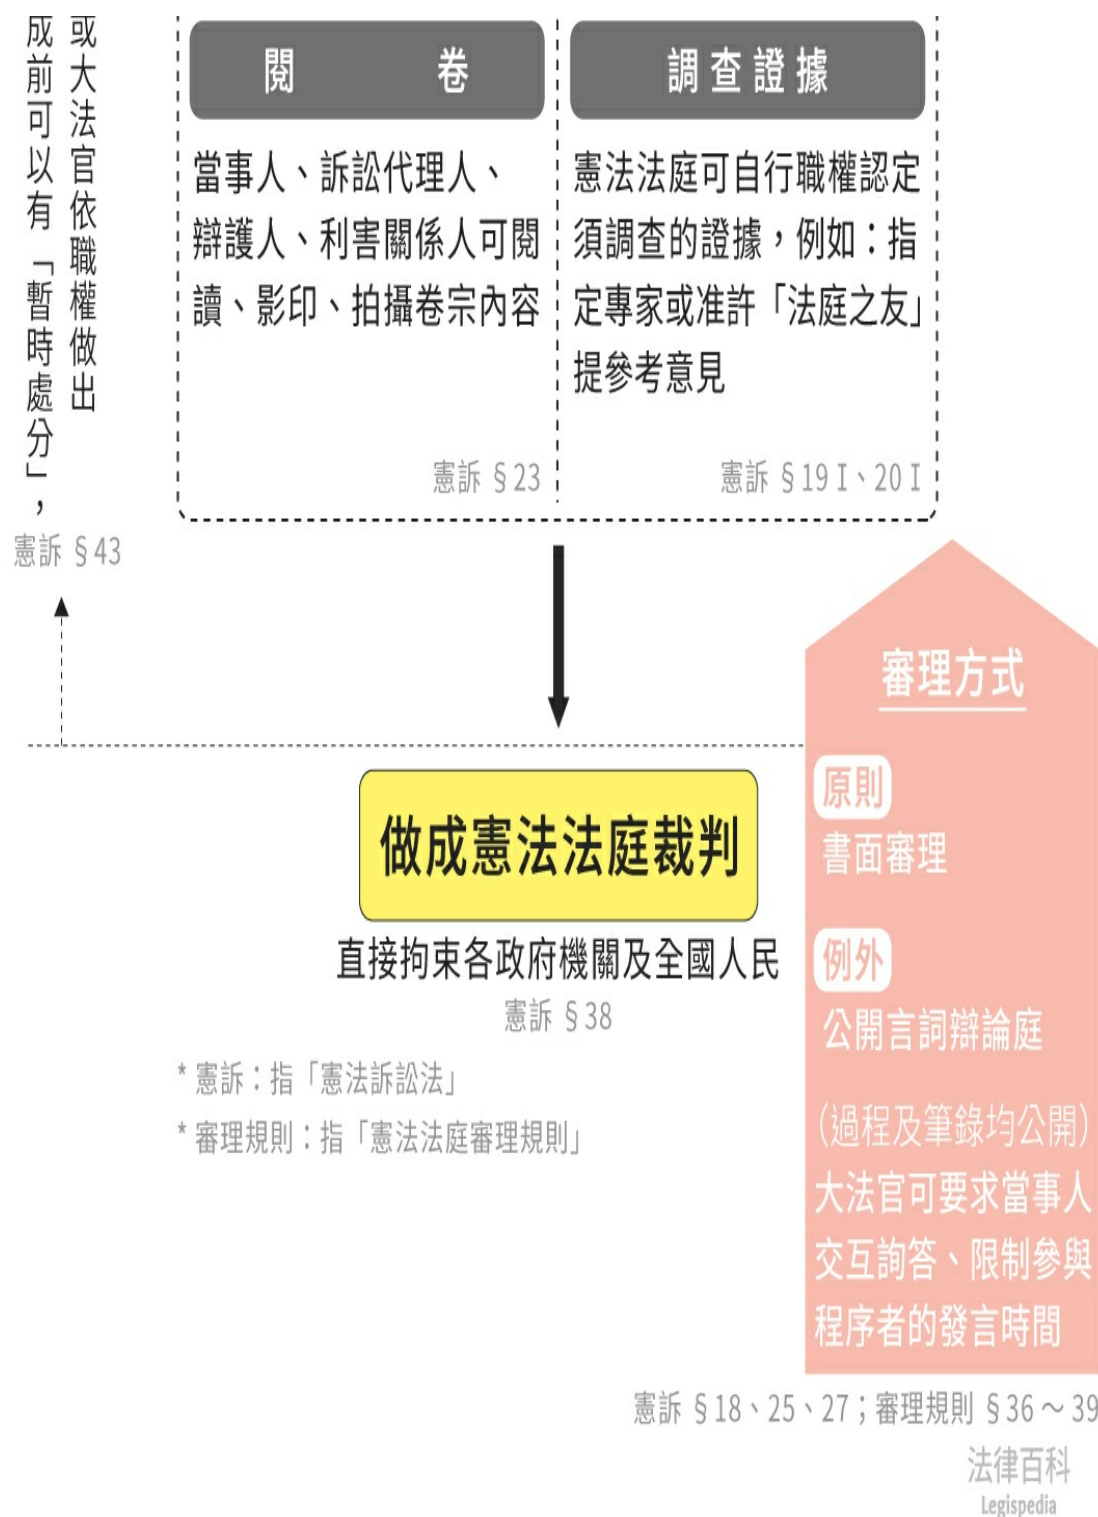 或大法官依職權做出
成前可以有「暫時處分」，
憲訴 §43
閱 卷
當事人、訴訟代理人、
辯護人、利害關係人可閱
讀、影印、拍攝卷宗內容
憲訴 §23
調查證據
憲法法庭可自行職權認定
須調查的證據，例如：指
定專家或准許「法庭之友」
提參考意見
憲訴 §19 I、20 I
做成憲法法庭裁判
直接拘束各政府機關及全國人民
憲訴 §38
* 憲訴：指「憲法訴訟法」
* 審理規則：指「憲法法庭審理規則」
審理方式
原則
書面審理
例外
公開言詞辯論庭
（過程及筆錄均公開）
大法官可要求當事人
交互詢答、限制參與
程序者的發言時間
憲訴 §18、25、27；審理規則 §36～39
法律百科
Legispedia